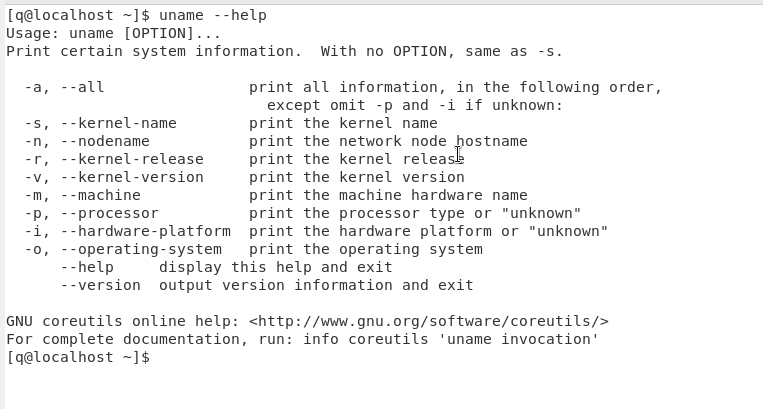 [q@localhost ~]$ uname --help
Usage: uname [OPTION]...
Print certain system information.  With no OPTION, same as -s.

  -a, --all                print all information, in the following order,
                             except omit -p and -i if unknown:
  -s, --kernel-name        print the kernel name
  -n, --nodename           print the network node hostname
  -r, --kernel-release     print the kernel release
  -v, --kernel-version     print the kernel version
  -m, --machine            print the machine hardware name
  -p, --processor          print the processor type or "unknown"
  -i, --hardware-platform  print the hardware platform or "unknown"
  -o, --operating-system   print the operating system
      --help     display this help and exit
      --version  output version information and exit

GNU coreutils online help: <http://www.gnu.org/software/coreutils/>
For complete documentation, run: info coreutils 'uname invocation'
[q@localhost ~]$